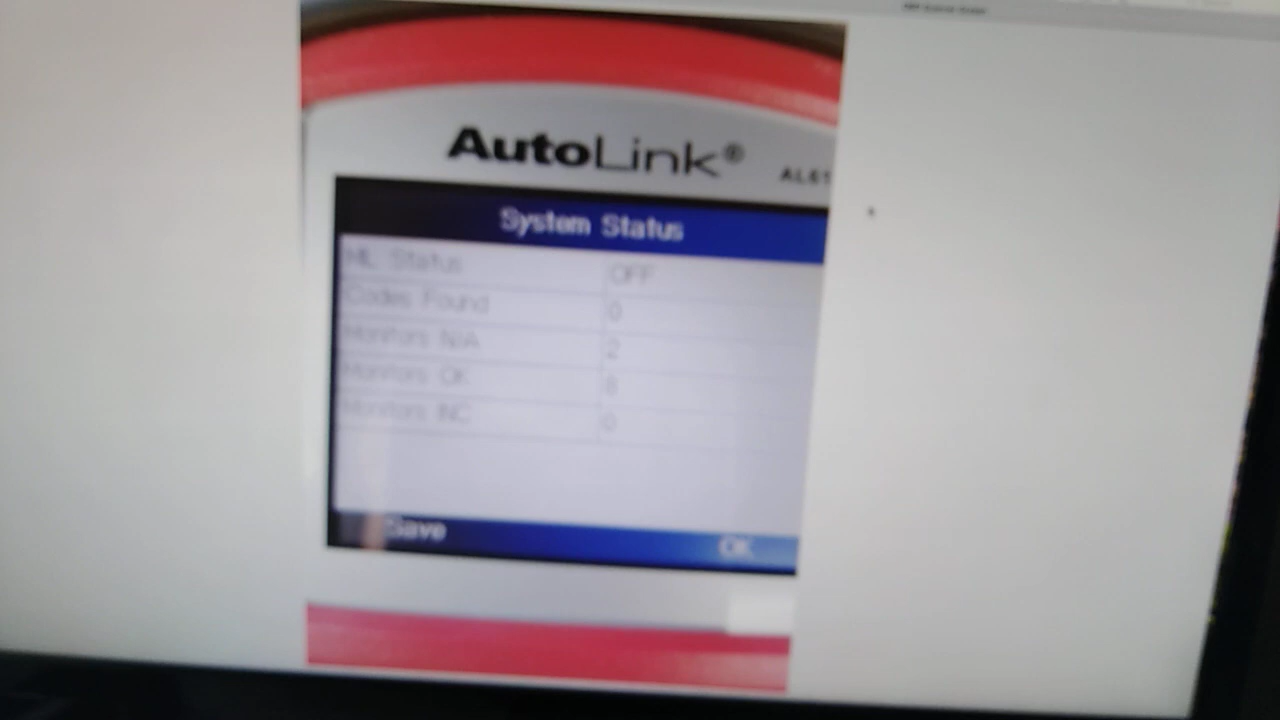 AutoLink®
System Status
MIL Status OFF
Codes Found 0
Monitors N/A 2
Monitors OK 8
Monitors INC 0
Save OK